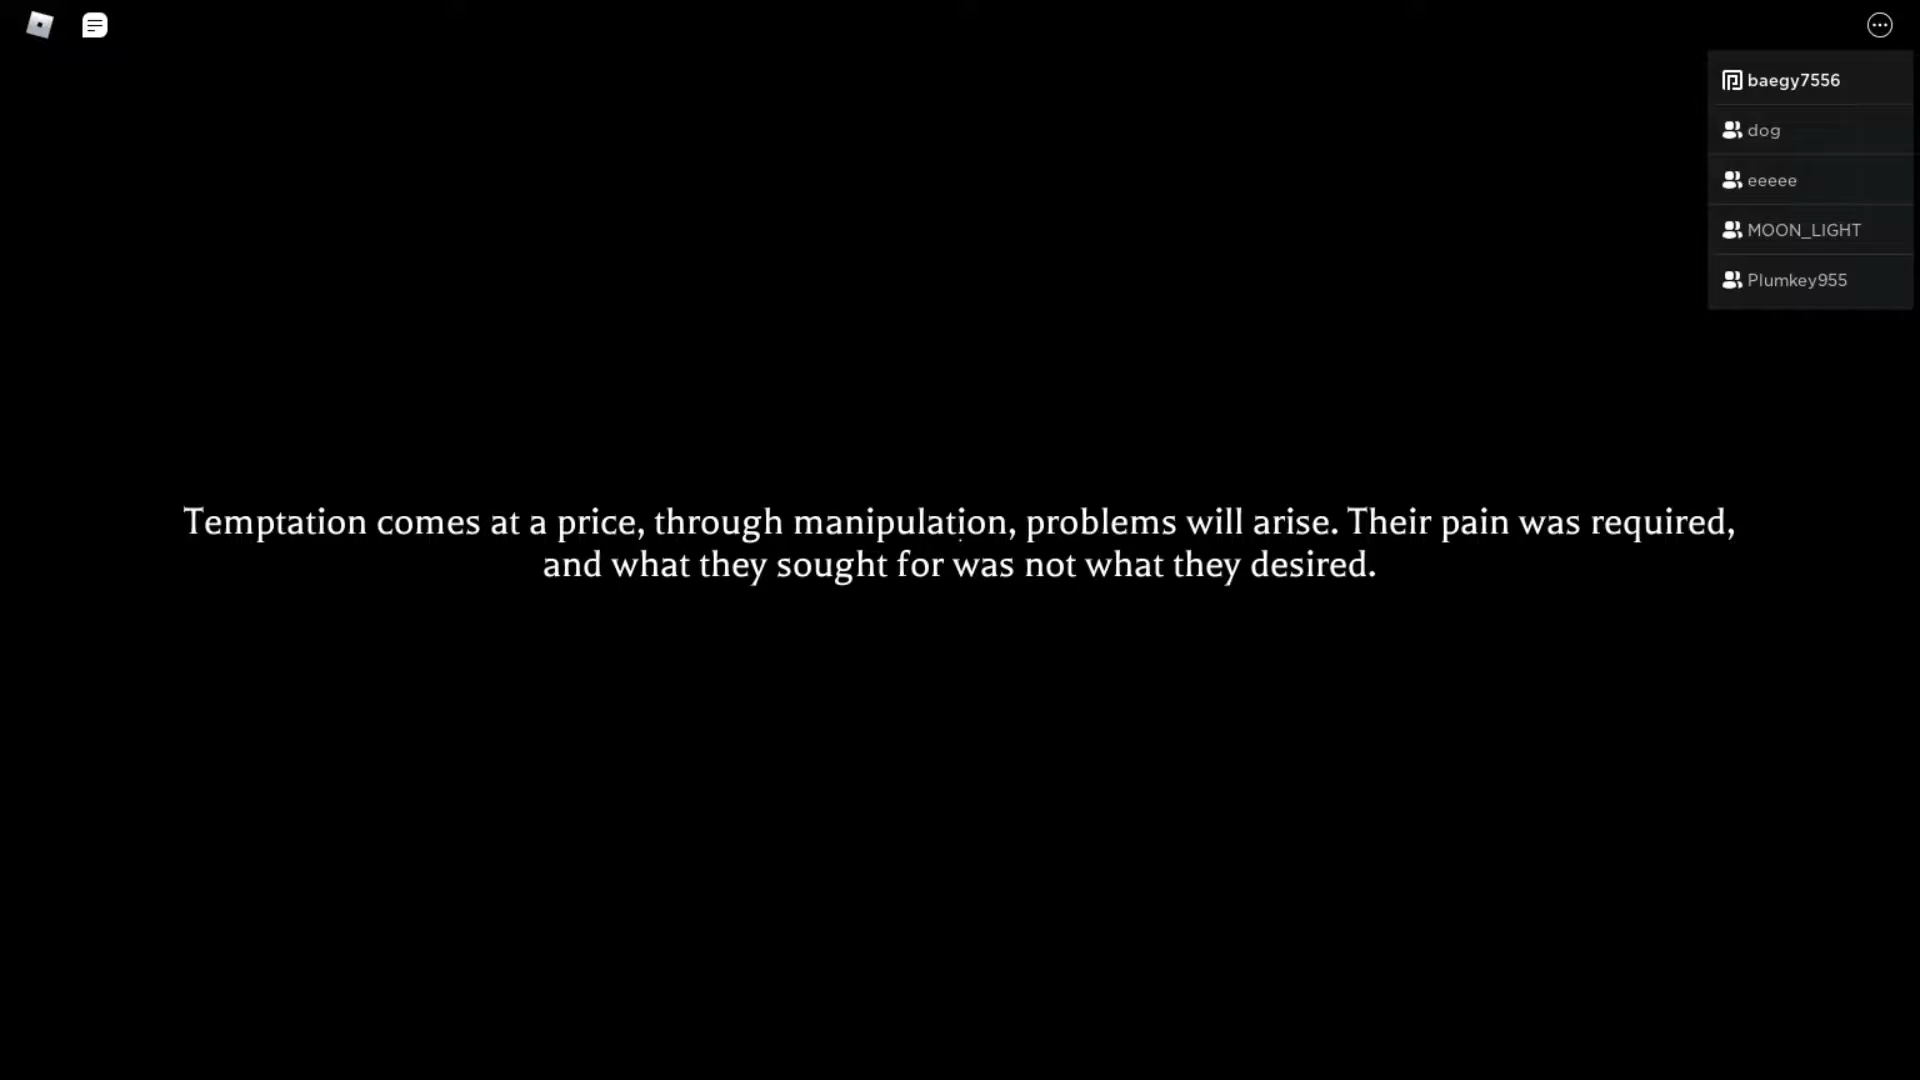 baegy7556
dog
eeeee
MOON_LIGHT
Plumkey955
Temptation comes at a price, through manipulation, problems will arise. Their pain was required,
and what they sought for was not what they desired.